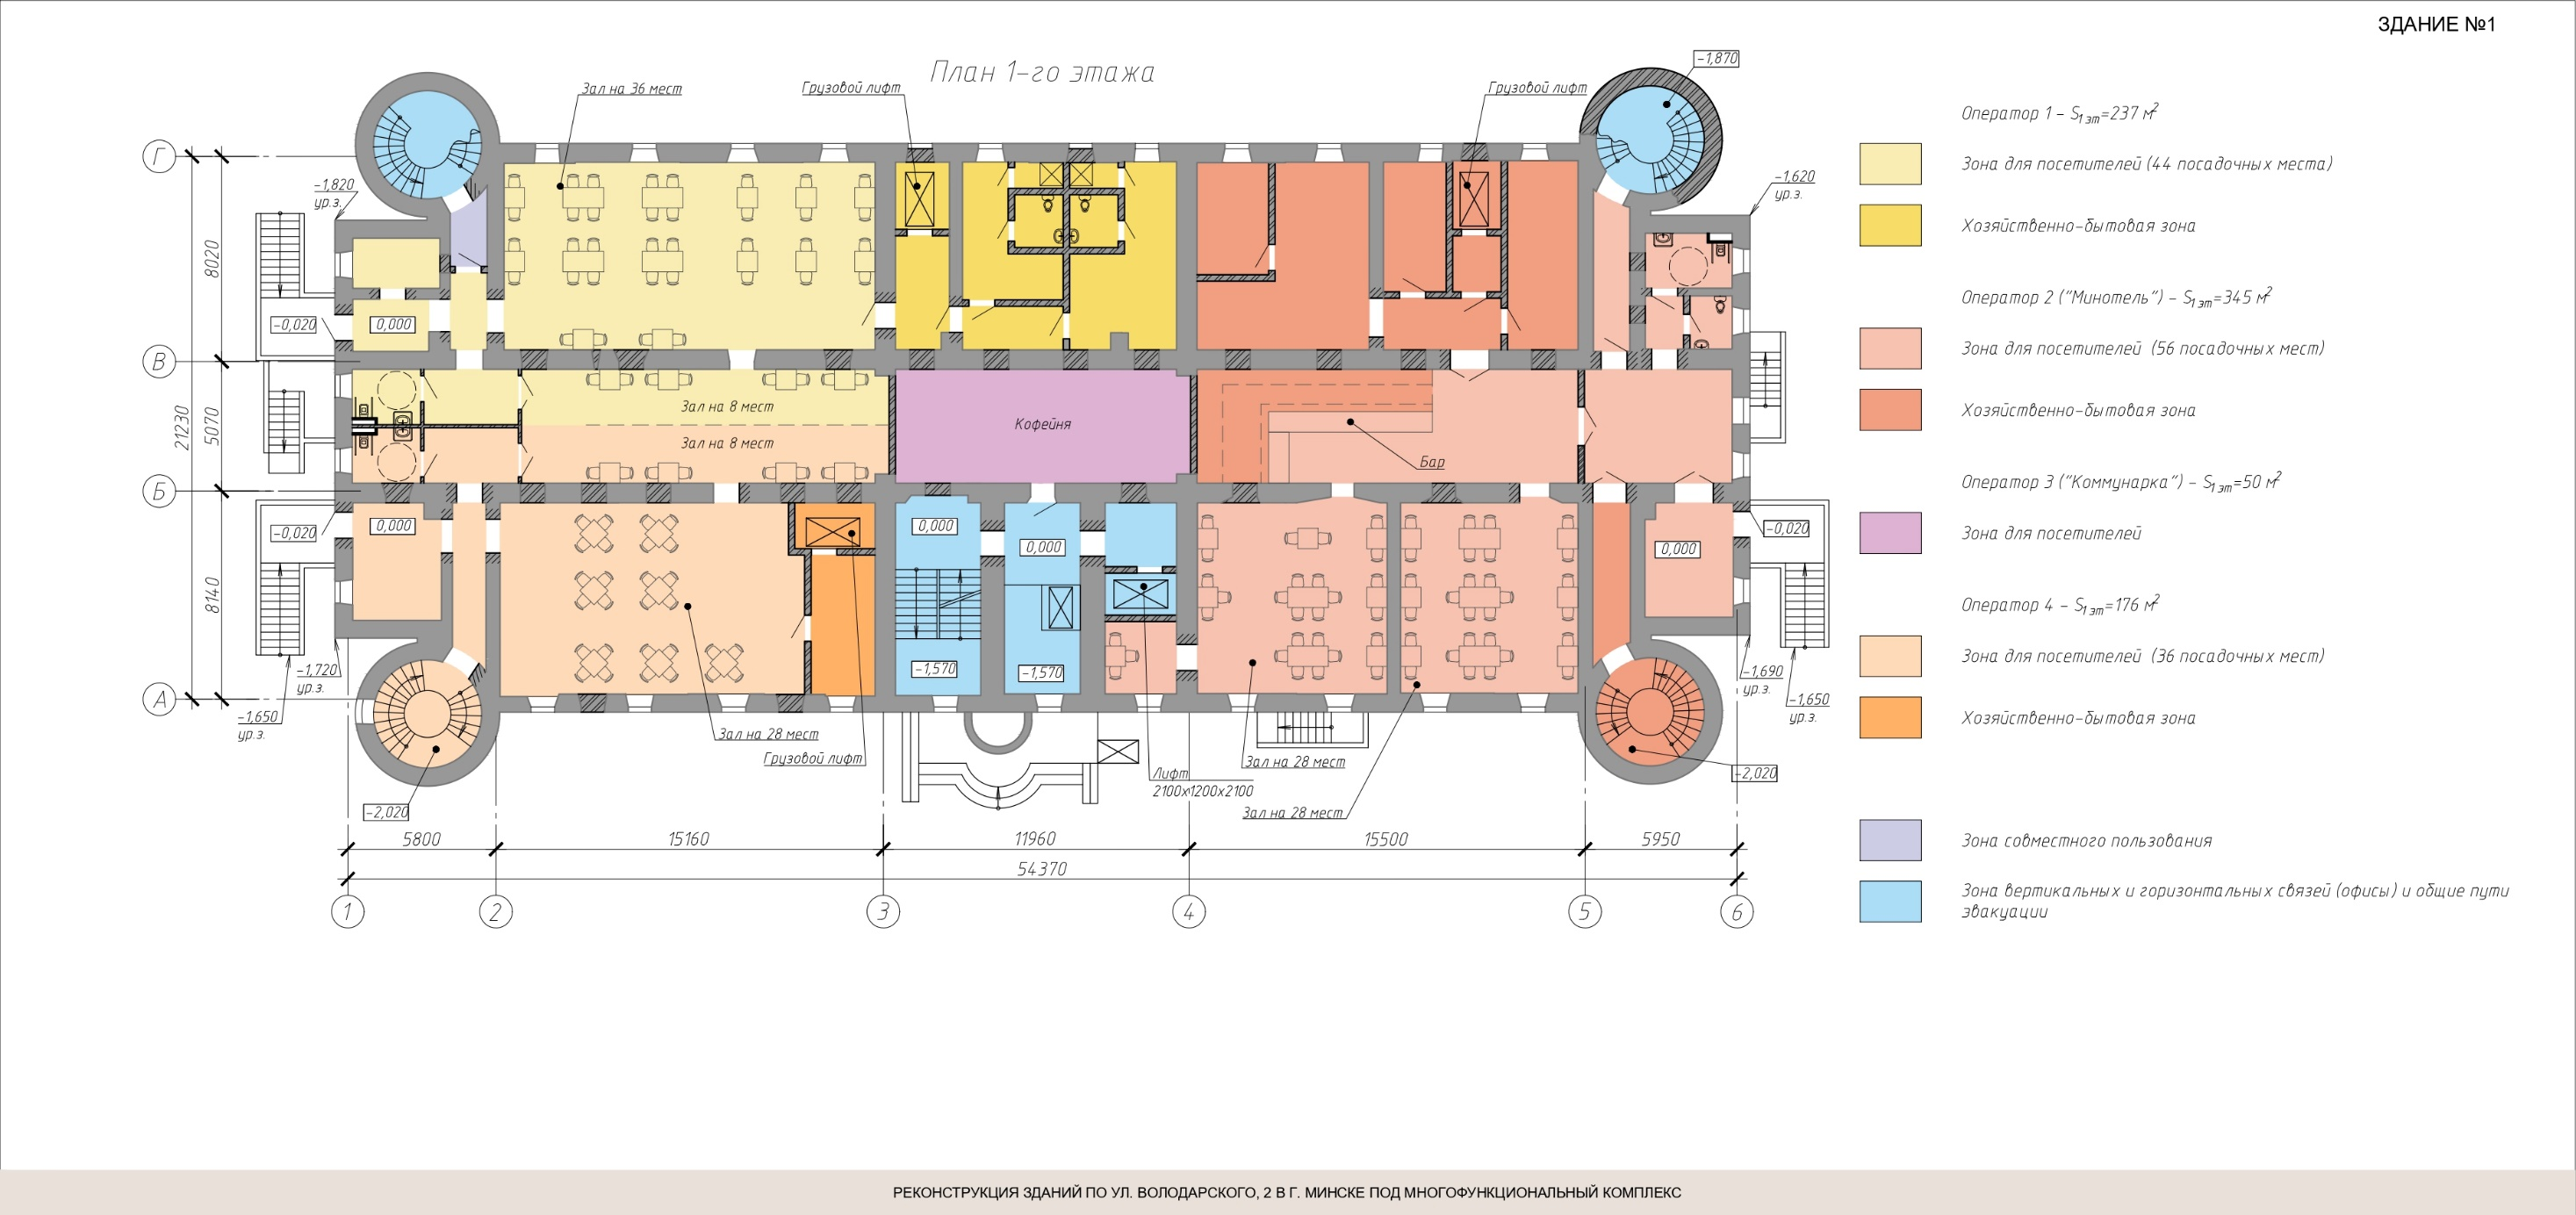 ЗДАНИЕ №1
План 1-го этажа
Зал на 36 мест
Грузовой лифт
Грузовой лифт
-1,870
Г
-1,820
ур.з.
-1,620
ур.з.
8020
-0,020
0,000
В
21230
5070
Зал на 8 мест
Зал на 8 мест
Кофейня
Бар
Б
-0,020
0,000
0,000
0,000
0,000
-0,020
8140
-1,570
-1,570
-1,720
ур.з.
-1,690
ур.з.
А
-1,650
ур.з.
-1,650
ур.з.
Зал на 28 мест
Грузовой лифт
Лифт
2100х1200х2100
Зал на 28 мест
Зал на 28 мест
-2,020
-2,020
5800
15160
11960
15500
5950
54370
1
2
3
4
5
6
Оператор 1 - S1 эт=237 м2
Зона для посетителей (44 посадочных места)
Хозяйственно-бытовая зона
Оператор 2 ("Минотель") - S1 эт=345 м2
Зона для посетителей (56 посадочных мест)
Хозяйственно-бытовая зона
Оператор 3 ("Коммунарка") - S1 эт=50 м2
Зона для посетителей
Оператор 4 - S1 эт=176 м2
Зона для посетителей (36 посадочных мест)
Хозяйственно-бытовая зона
Зона совместного пользования
Зона вертикальных и горизонтальных связей (офисы) и общие пути
эвакуации
РЕКОНСТРУКЦИЯ ЗДАНИЙ ПО УЛ. ВОЛОДАРСКОГО, 2 В Г. МИНСКЕ ПОД МНОГОФУНКЦИОНАЛЬНЫЙ КОМПЛЕКС